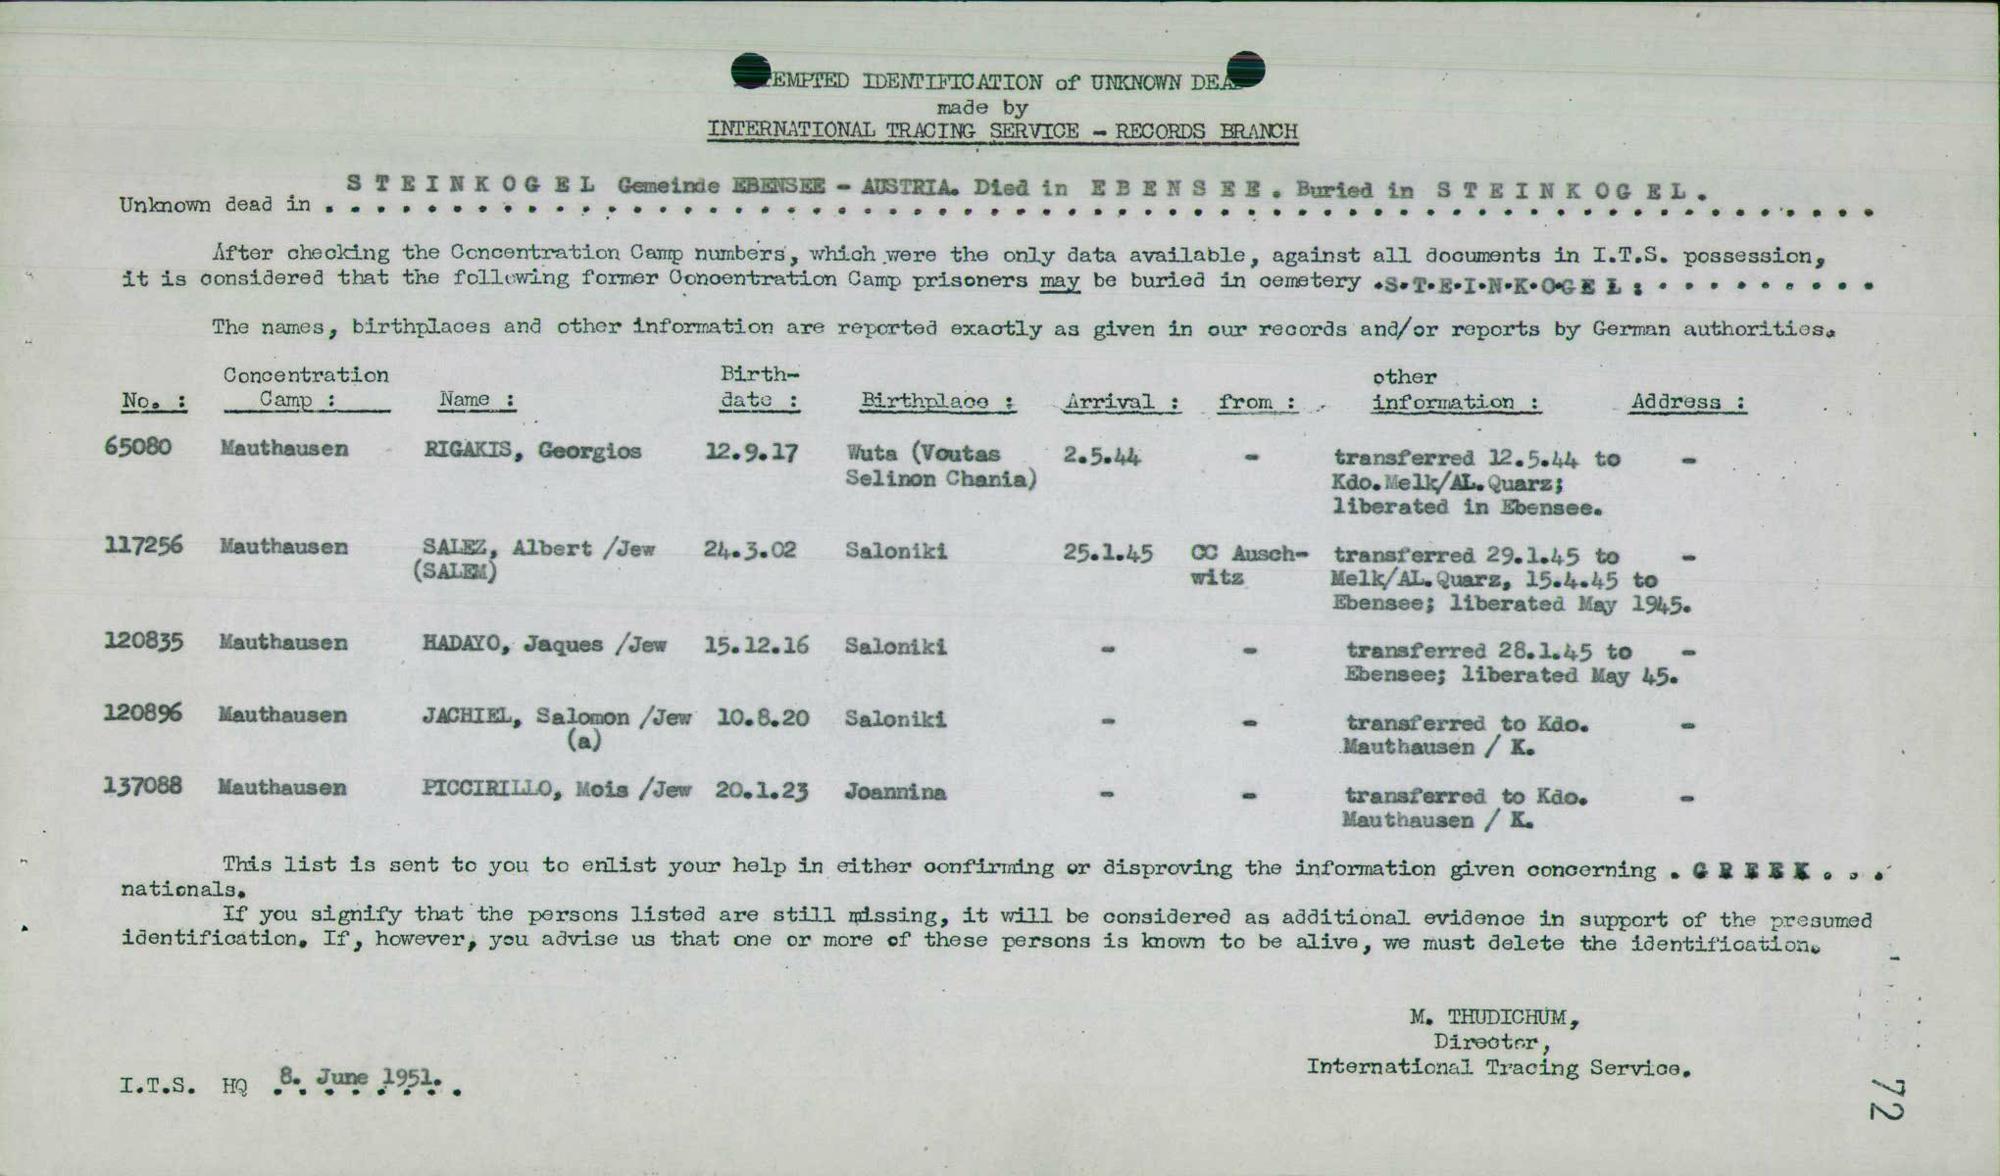 EMPTED IDENTIFICATION of UNKNOWN DEA
made by
INTERNATIONAL TRACING SERVICE - RECORDS BRANCH
Unknown dead in . STEINKOGEL Gemeinde EBENSEE - AUSTRIA. Died in EBENSEE. Buried in STEINKOGEL.
After checking the Concentration Camp numbers, which were the only data available, against all documents in I.T.S. possession,
it is considered that the following former Concentration Camp prisoners may be buried in cemetery .S.T.E.I.N.K.O.G E L : . . . . . . . . .
The names, birthplaces and other information are reported exactly as given in our records and/or reports by German authorities.
No. : Concentration Camp : Name : Birth-date : Birthplace : Arrival : from : other information : Address :
65080 Mauthausen RIGAKIS, Georgios 12.9.17 Wuta (Voutas 2.5.44 - transferred 12.5.44 to -
Selinon Chania) Kdo.Melk/AL.Quarz;
liberated in Ebensee.
117256 Mauthausen SALEZ, Albert /Jew 24.3.02 Saloniki 25.1.45 CC Ausch- transferred 29.1.45 to -
(SALEM) witz Melk/AL.Quarz, 15.4.45 to
Ebensee; liberated May 1945.
120835 Mauthausen HADAYO, Jaques /Jew 15.12.16 Saloniki - - transferred 28.1.45 to -
Ebensee; liberated May 45.
120896 Mauthausen JACHIEL, Salomon /Jew 10.8.20 Saloniki - - transferred to Kdo. -
(a) Mauthausen / K.
137088 Mauthausen PICCIRILLO, Mois /Jew 20.1.23 Joannina - - transferred to Kdo. -
Mauthausen / K.
This list is sent to you to enlist your help in either confirming or disproving the information given concerning . GREEK . . .
nationals.
If you signify that the persons listed are still missing, it will be considered as additional evidence in support of the presumed
identification. If, however, you advise us that one or more of these persons is known to be alive, we must delete the identification.
M. THUDICHUM,
Director,
International Tracing Service.
I.T.S. HQ 8. June 1951.
72